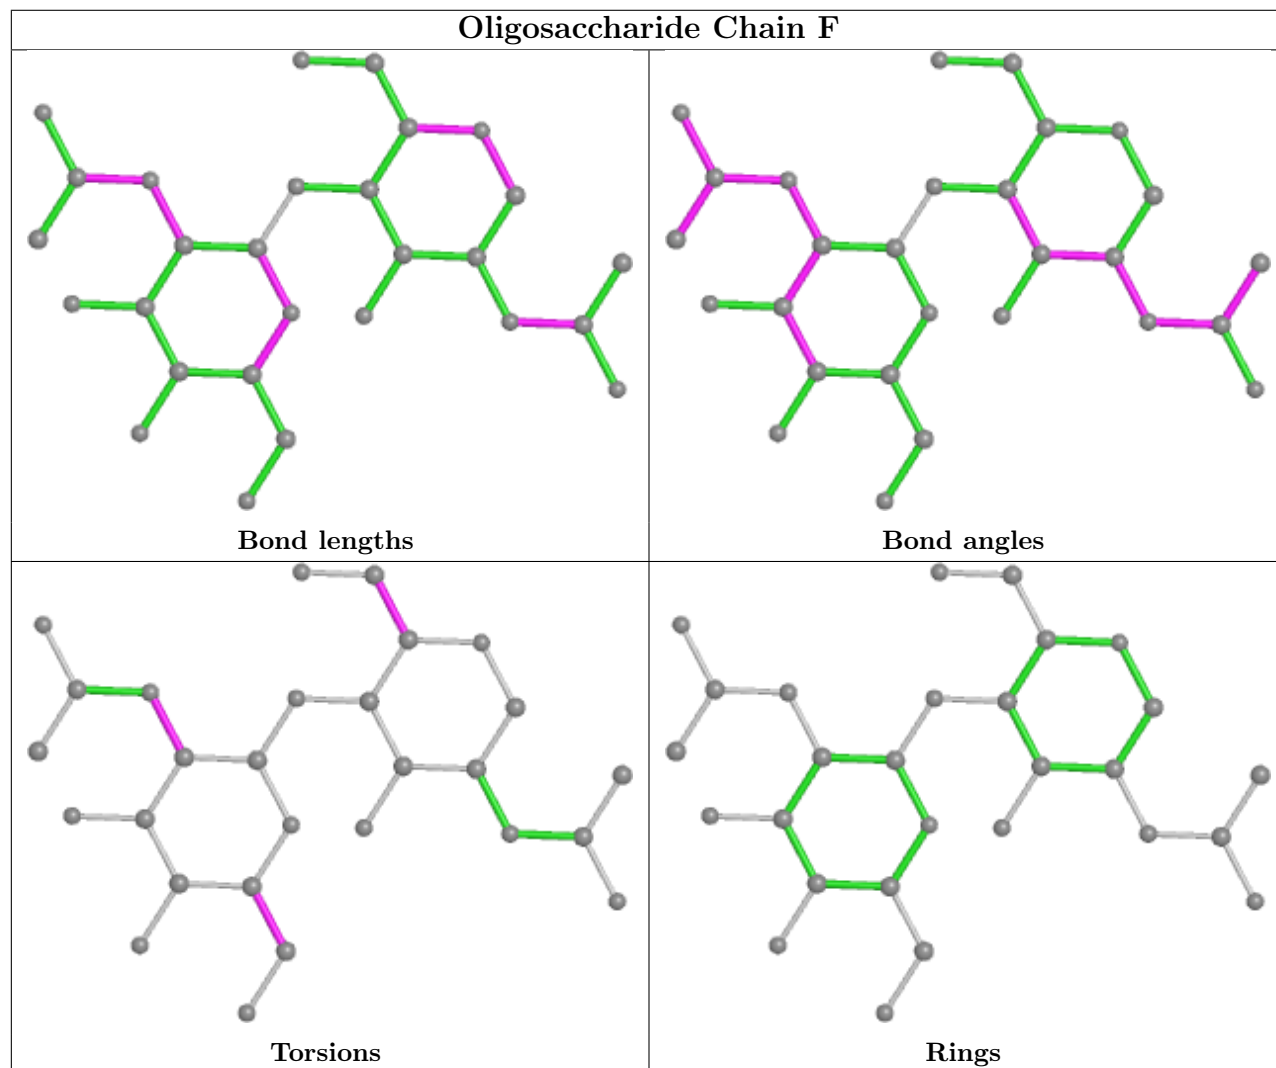 Oligosaccharide Chain F
Bond lengths
Bond angles
Torsions
Rings